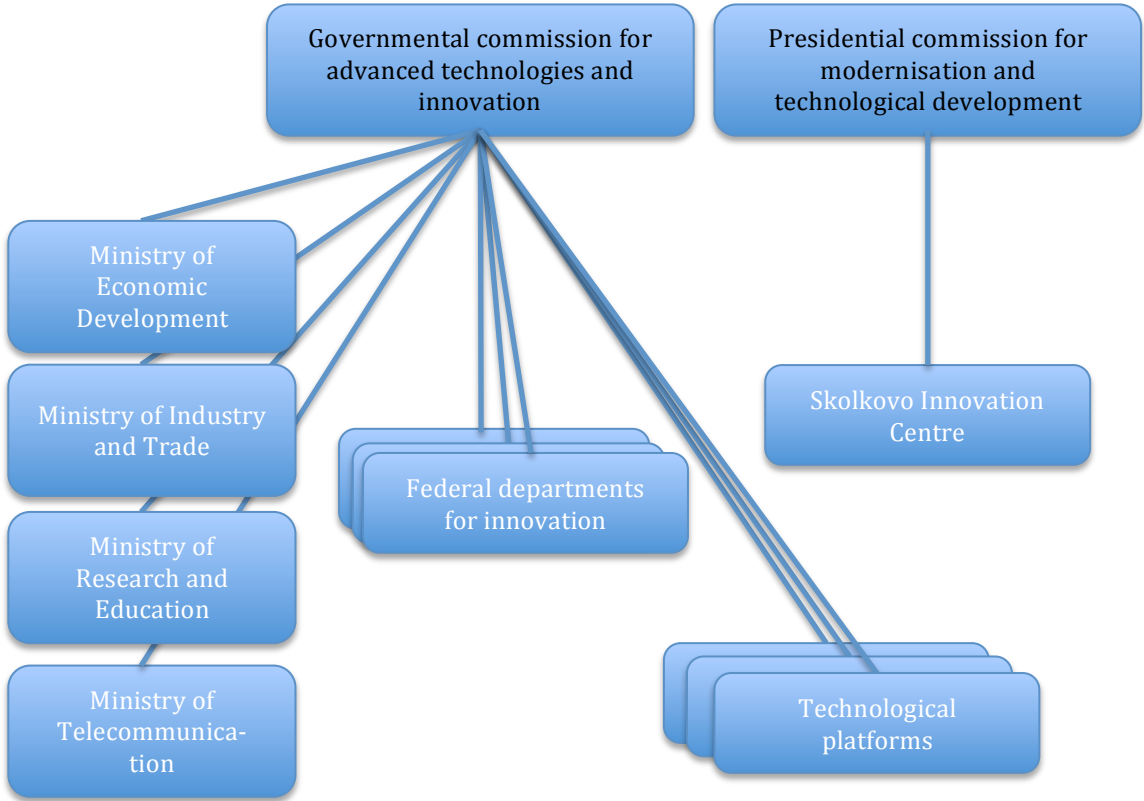 Governmental commission for
advanced technologies and
innovation
Presidential commission for
modernisation and
technological development
Ministry of
Economic
Development
Ministry of Industry
and Trade
Ministry of
Research and
Education
Ministry of
Telecommunica-
tion
Federal departments
for innovation
Skolkovo Innovation
Centre
Technological
platforms